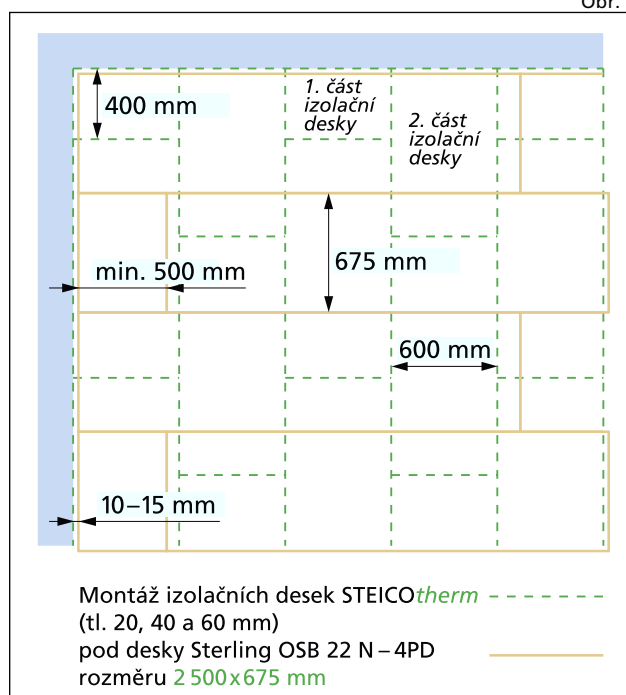 Obr.
1. část
izolační
desky
400 mm
2. část
izolační
desky
min. 500 mm
675 mm
600 mm
10–15 mm
Montáž izolačních desek STEICOtherm
(tl. 20, 40 a 60 mm)
pod desky Sterling OSB 22 N – 4PD
rozměru 2 500x675 mm